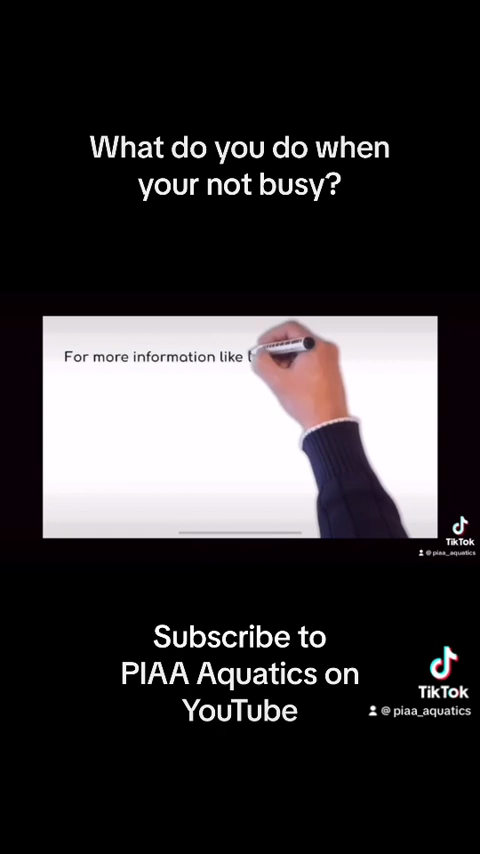 What do you do when
your not busy?
For more information like
TikTok
@piaa_aquatics
Subscribe to
PIAA Aquatics on
YouTube
TikTok
@ piaa_aquatics